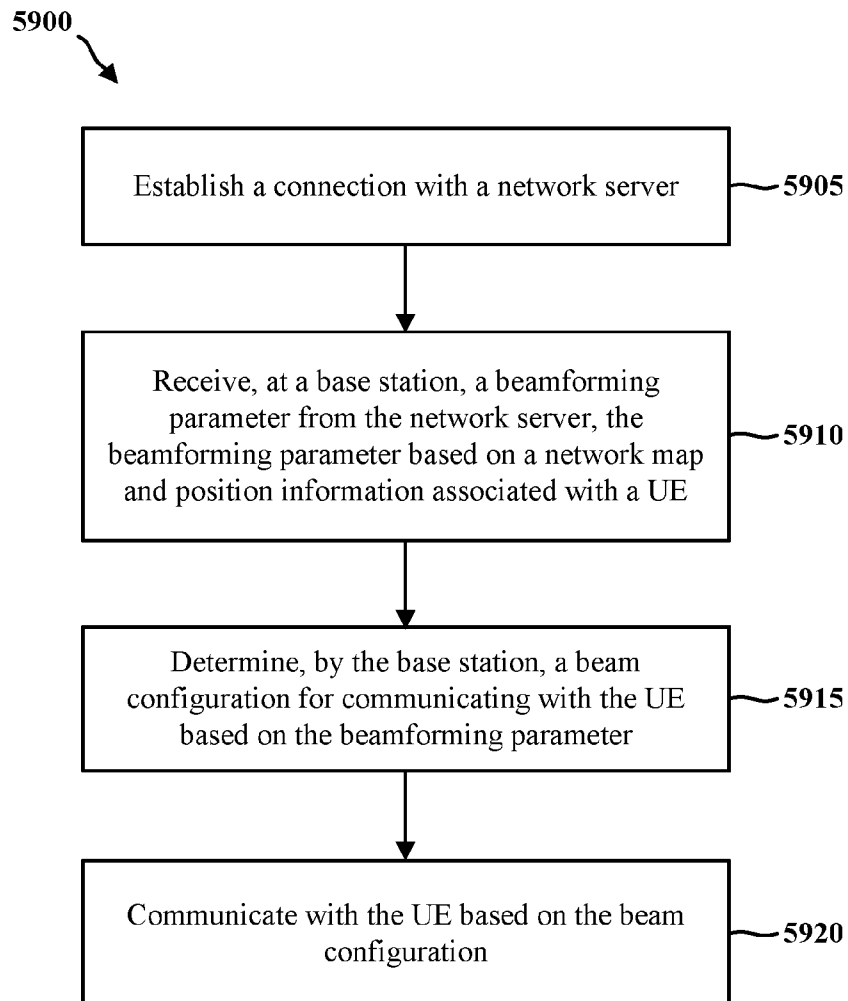 5900
Establish a connection with a network server
5905
Receive, at a base station, a beamforming
parameter from the network server, the
beamforming parameter based on a network map
and position information associated with a UE
5910
Determine, by the base station, a beam
configuration for communicating with the UE
based on the beamforming parameter
5915
Communicate with the UE based on the beam
configuration
5920